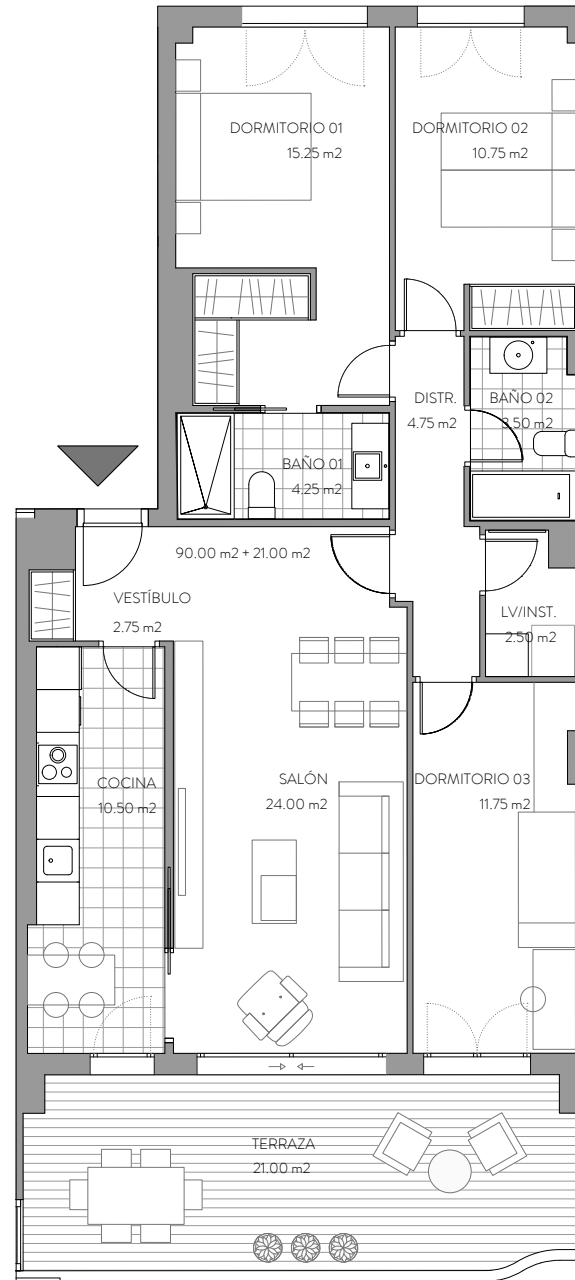 DORMITORIO 01
15.25 m2
DORMITORIO 02
10.75 m2
DISTR.
4.75 m2
BAÑO 02
3.50 m2
BAÑO 01
4.25 m2
90.00 m2 + 21.00 m2
VESTÍBULO
2.75 m2
LV/INST.
2.50 m2
COCINA
10.50 m2
SALÓN
24.00 m2
DORMITORIO 03
11.75 m2
TERRAZA
21.00 m2